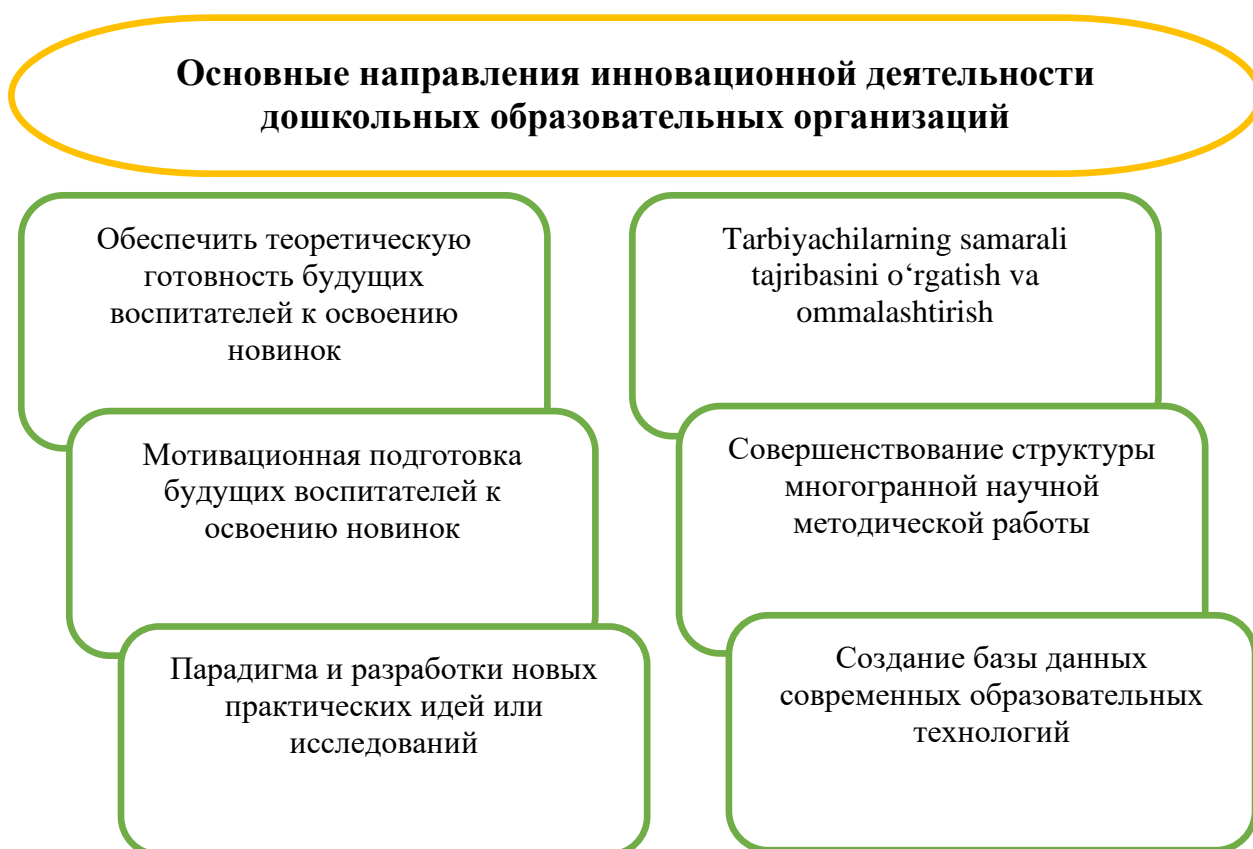 Основные направления инновационной деятельности
дошкольных образовательных организаций
Обеспечить теоретическую
готовность будущих
воспитателей к освоению
новинок
Мотивационная подготовка
будущих воспитателей к
освоению новинок
Парадигма и разработки новых
практических идей или
исследований
Tarbiyachilarning samarali
tajribasini o‘rgatish va
ommalashtirish
Совершенствование структуры
многогранной научной
методической работы
Создание базы данных
современных образовательных
технологий